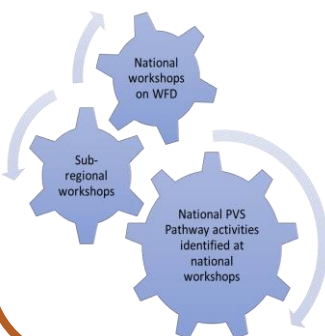 National
workshops
on WFD
Sub-
regional
workshops
National PVS
Pathway activities
identified at
national
workshops